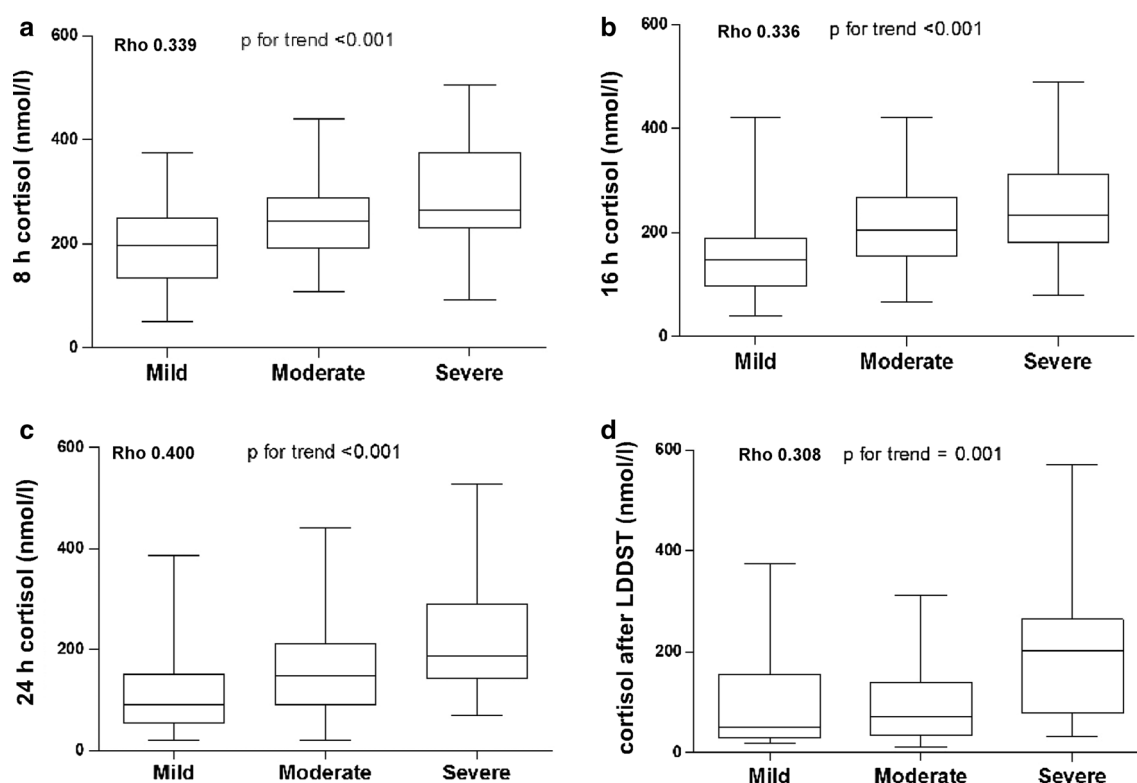 a
600
Rho 0.339 p for trend <0.001
400
200
0
8 h cortisol (nmol/l)
Mild Moderate Severe
b
600
Rho 0.336 p for trend <0.001
400
200
0
16 h cortisol (nmol/l)
Mild Moderate Severe
c
600
Rho 0.400 p for trend <0.001
400
200
0
24 h cortisol (nmol/l)
Mild Moderate Severe
d
600
Rho 0.308 p for trend = 0.001
400
200
0
cortisol after LDDST (nmol/l)
Mild Moderate Severe